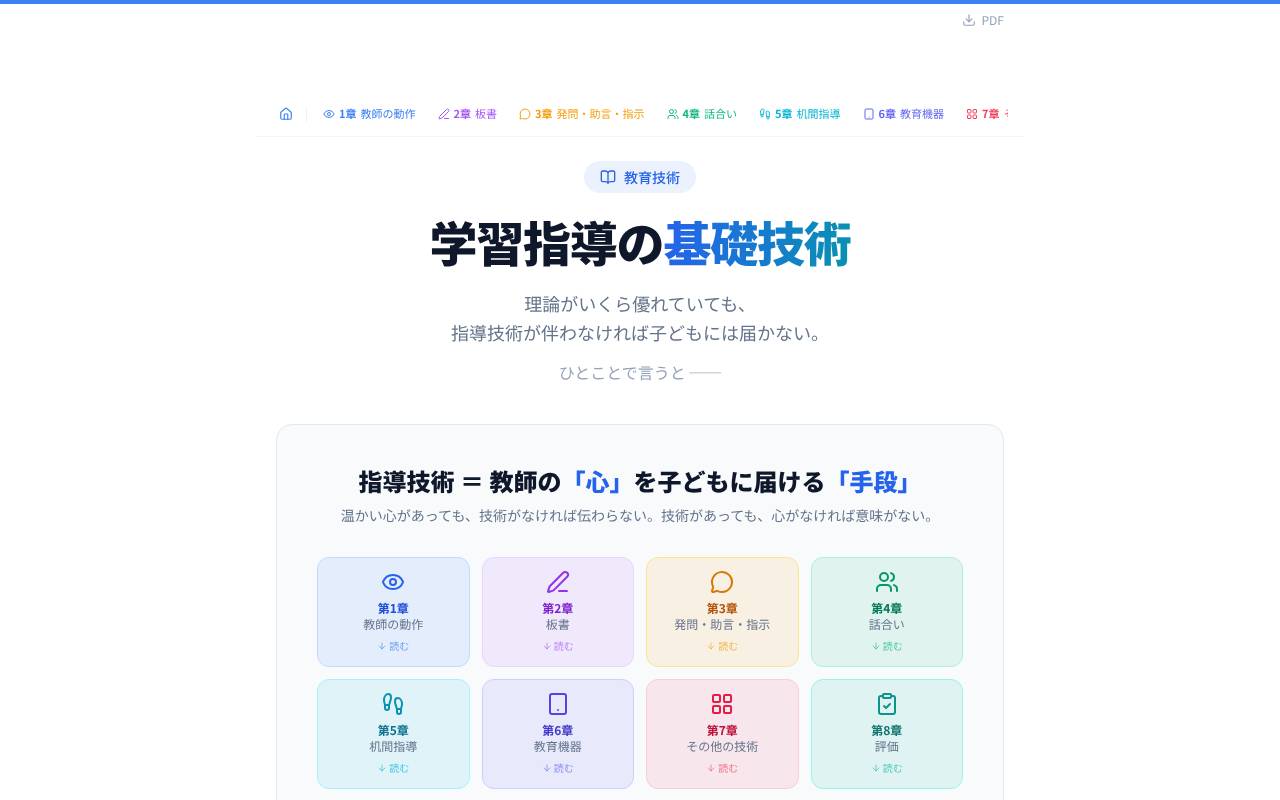 PDF
1章 教師の動作 2章 板書 3章 発問・助言・指示 4章 話合い 5章 机間指導 6章 教育機器 7章
教育技術
学習指導の基礎技術
理論がいくら優れていても、
指導技術が伴わなければ子どもには届かない。
ひとことで言うと ——
指導技術 ＝ 教師の「心」を子どもに届ける「手段」
温かい心があっても、技術がなければ伝わらない。技術があっても、心がなければ意味がない。
第1章
教師の動作
↓ 読む
第2章
板書
↓ 読む
第3章
発問・助言・指示
↓ 読む
第4章
話合い
↓ 読む
第5章
机間指導
↓ 読む
第6章
教育機器
↓ 読む
第7章
その他の技術
↓ 読む
第8章
評価
↓ 読む